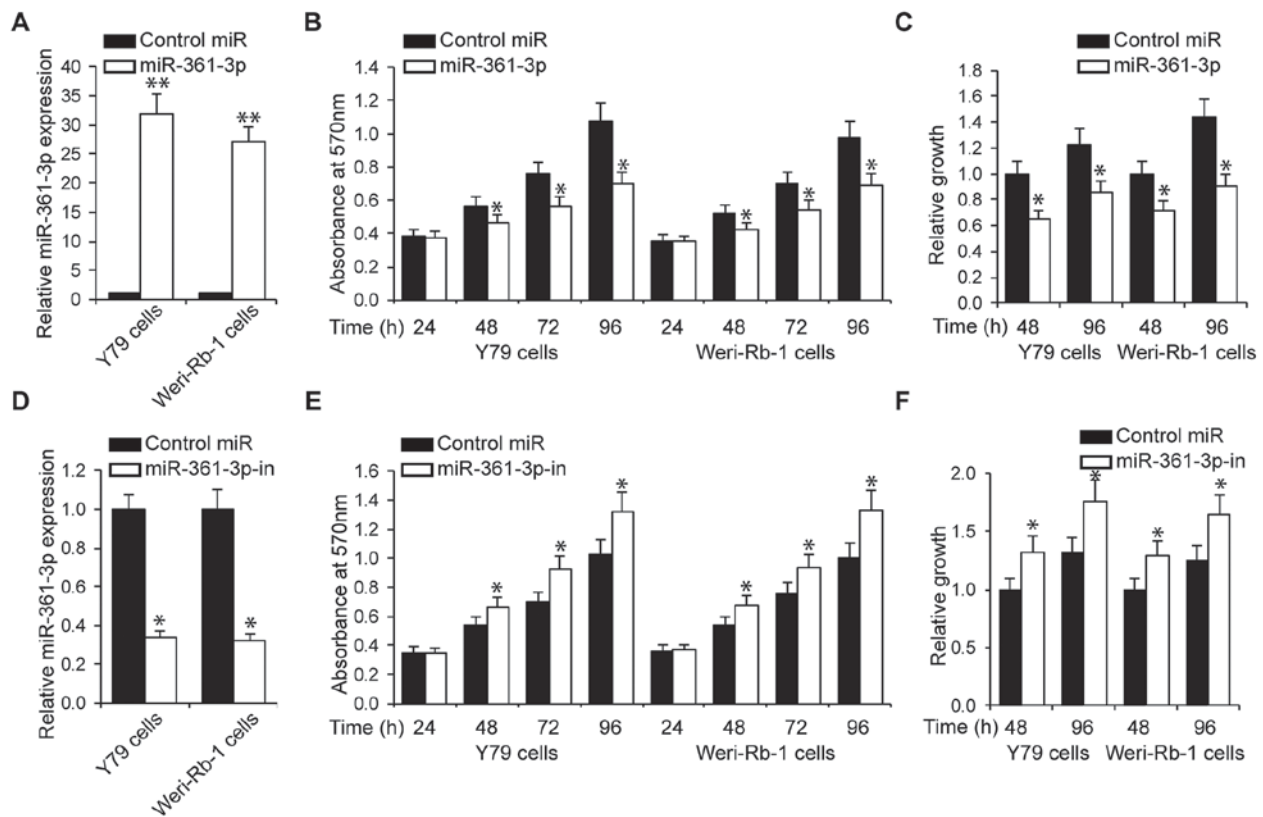 A
Control miR
miR-361-3p
Relative miR-361-3p expression
40
35
30
25
20
15
10
5
0
** **
Y79 cells
Weri-Rb-1 cells
B
Control miR
miR-361-3p
Absorbance at 570nm
1.4
1.2
1.0
0.8
0.6
0.4
0.2
0.0
* * * * * *
Time (h) 24 48 72 96 24 48 72 96
Y79 cells Weri-Rb-1 cells
C
Control miR
miR-361-3p
Relative growth
1.8
1.6
1.4
1.2
1.0
0.8
0.6
0.4
0.2
0.0
* * * *
Time (h) 48 96 48 96
Y79 cells Weri-Rb-1 cells
D
Control miR
miR-361-3p-in
Relative miR-361-3p expression
1.2
1.0
0.8
0.6
0.4
0.2
0.0
* *
Y79 cells
Weri-Rb-1 cells
E
Control miR
miR-361-3p-in
Absorbance at 570nm
1.6
1.4
1.2
1.0
0.8
0.6
0.4
0.2
0.0
* * * * * *
Time (h) 24 48 72 96 24 48 72 96
Y79 cells Weri-Rb-1 cells
F
Control miR
miR-361-3p-in
Relative growth
2.0
1.5
1.0
0.5
0.0
* * * *
Time (h) 48 96 48 96
Y79 cells Weri-Rb-1 cells